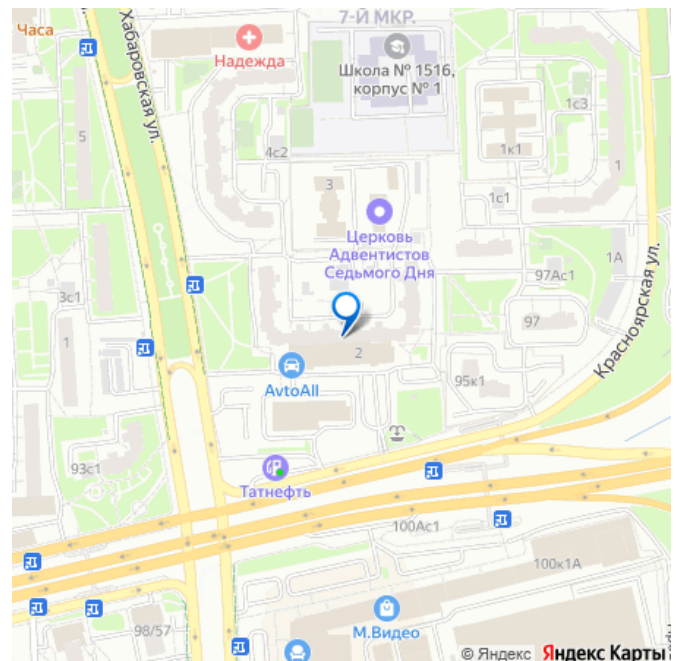 7-Й МКР.
Часа
Хабаровская ул.
Надежда
Школа № 1516,
корпус № 1
1с3
5
4с2
1к1
3
1
1с1
Церковь
Адвентистов
Седьмого Дня
1А
97Ас1
3с1
97
Красноярская ул.
1
2
AvtoAll
95к1
93с1
Татнефть
100Ас1
100к1А
98/57
М.Видео
© Яндекс Яндекс Карты